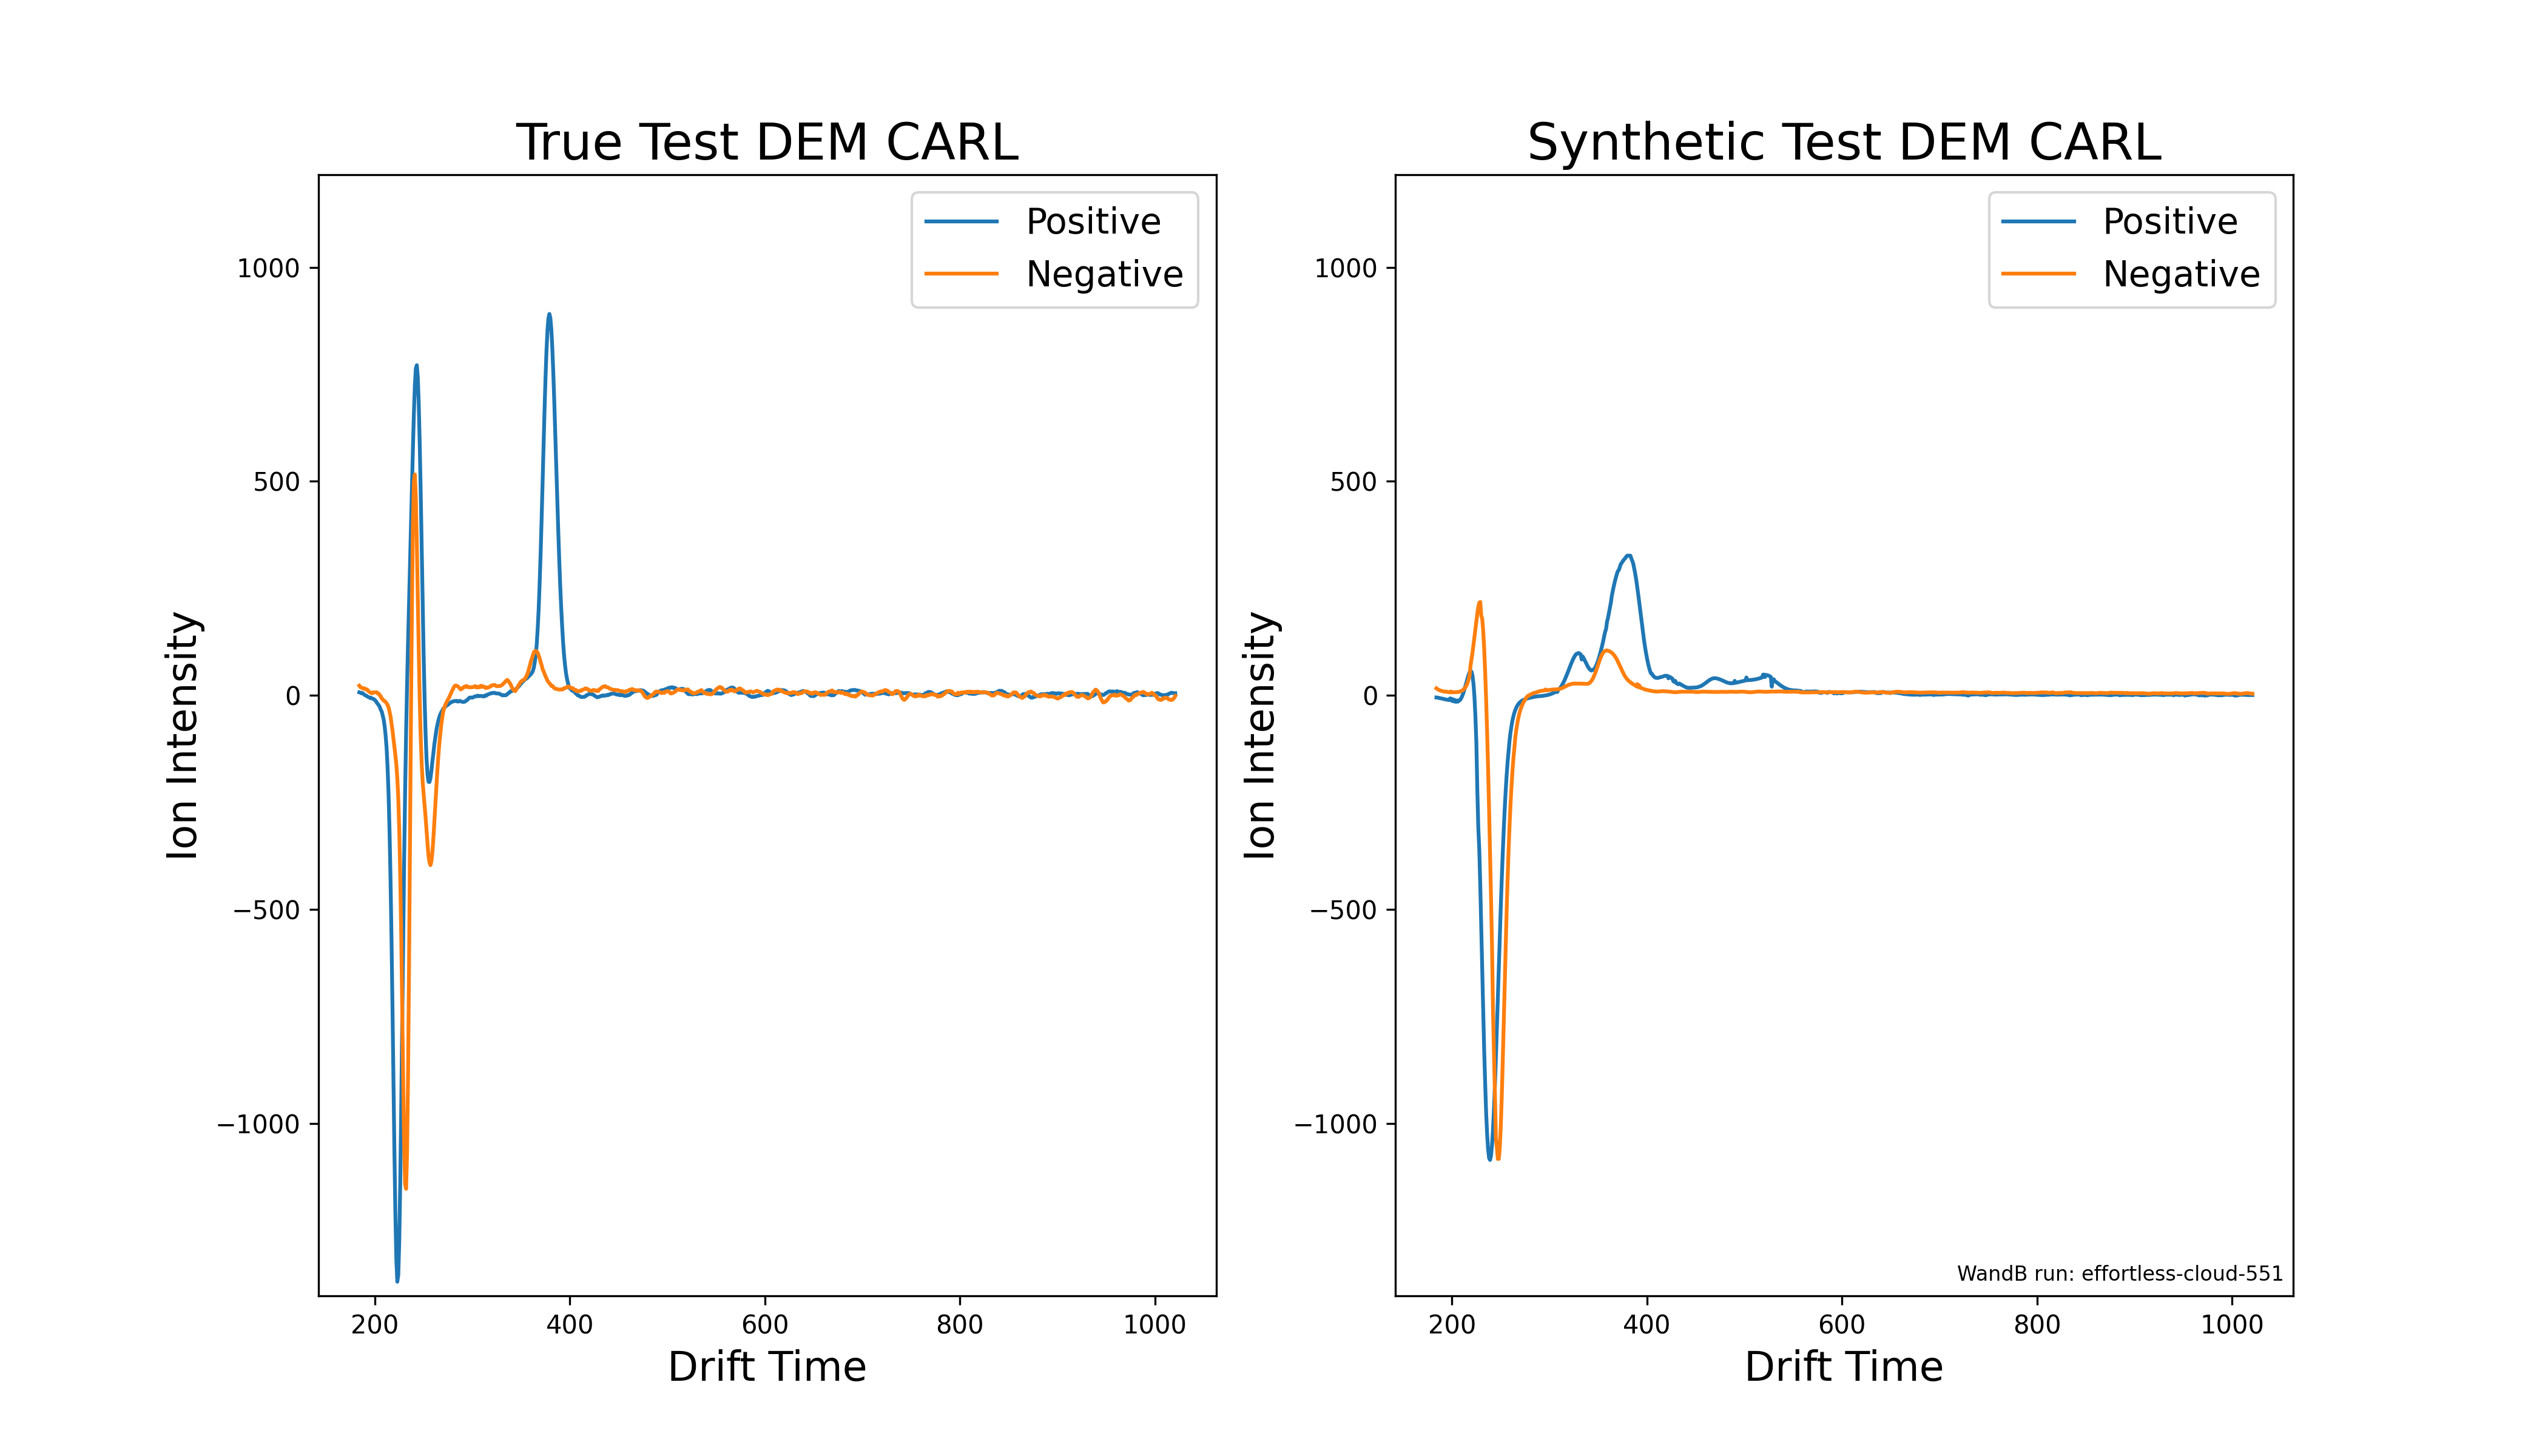 True Test DEM CARL
Positive
Negative
1000
500
0
−500
−1000
Ion Intensity
200 400 600 800 1000
Drift Time
Synthetic Test DEM CARL
Positive
Negative
1000
500
0
−500
−1000
Ion Intensity
WandB run: effortless-cloud-551
200 400 600 800 1000
Drift Time